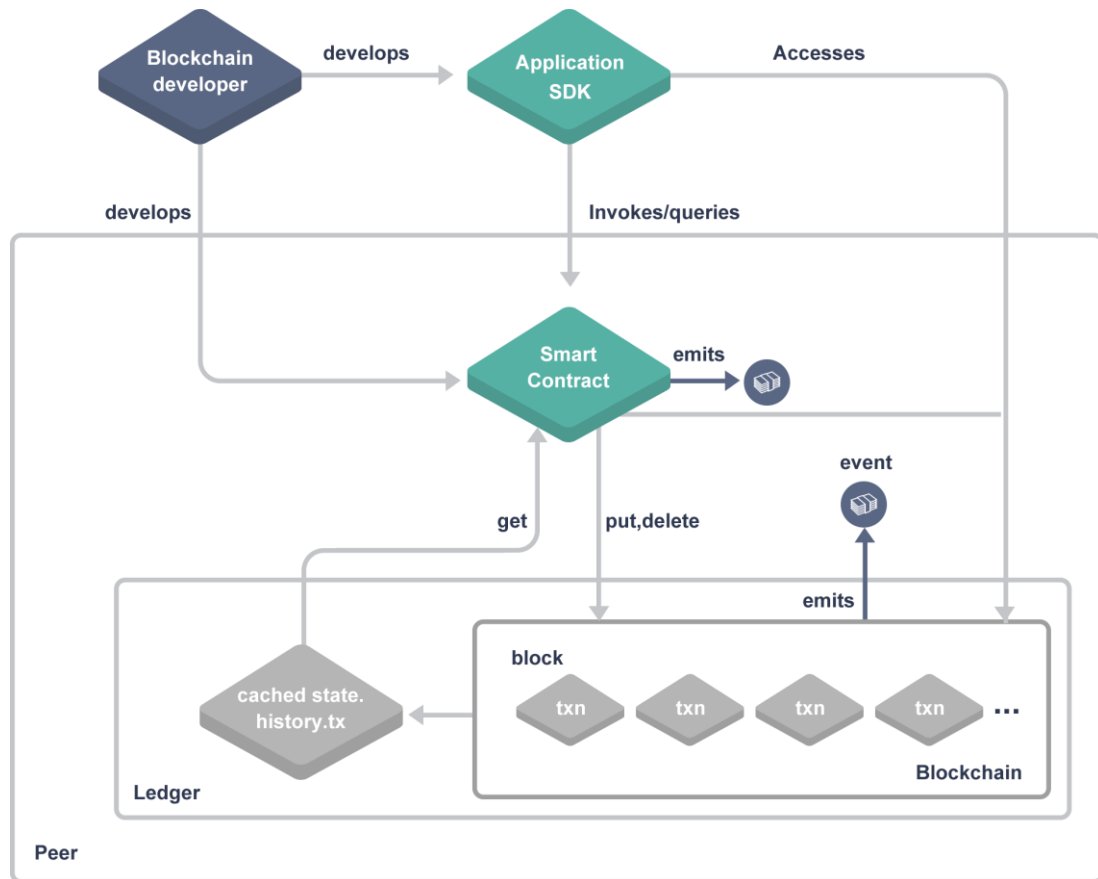 Blockchain
developer
develops
Application
SDK
Accesses
develops
Invokes/queries
Smart
Contract
emits
event
get
put,delete
emits
block
cached state.
history.tx
txn
txn
txn
txn
...
Blockchain
Ledger
Peer